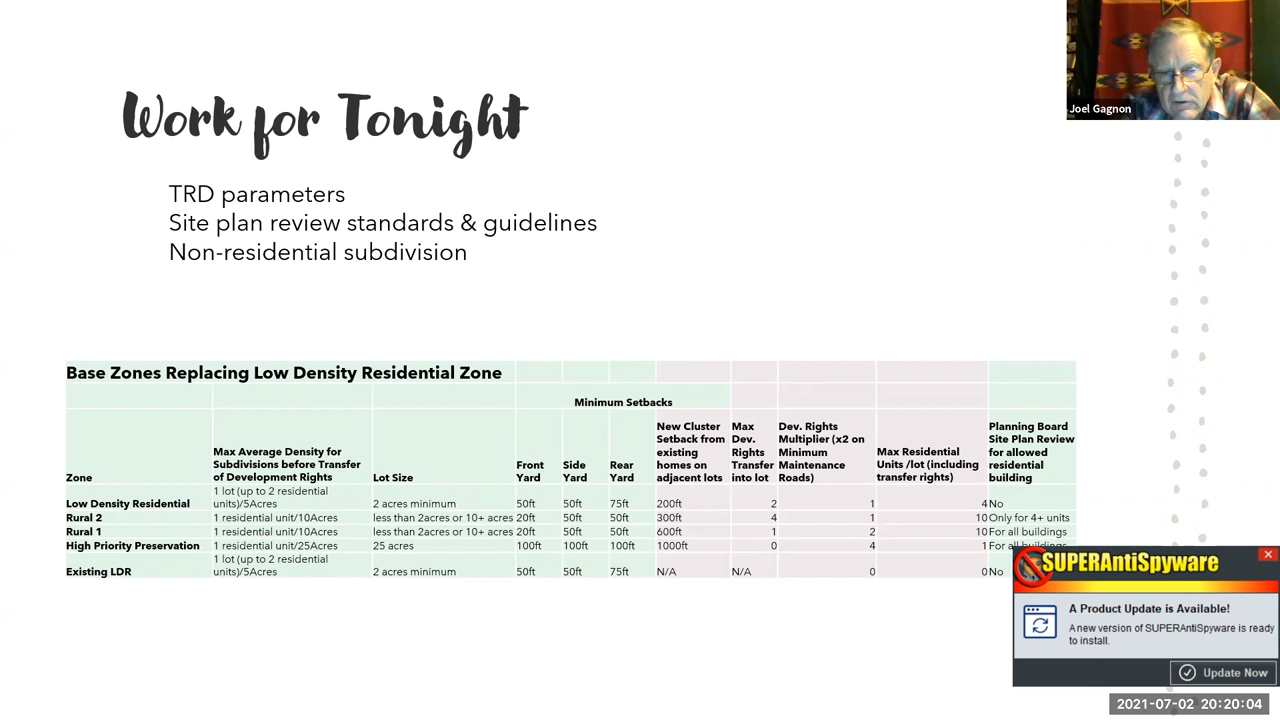 Work for Tonight
Joel Gagnon
TRD parameters
Site plan review standards & guidelines
Non-residential subdivision
Base Zones Replacing Low Density Residential Zone
Minimum Setbacks
Zone
Max Average Density for Subdivisions before Transfer of Development Rights
Lot Size
Front Yard
Side Yard
Rear Yard
New Cluster Setback from existing homes on adjacent lots
Max Dev. Rights Transfer into lot
Dev. Rights Multiplier (x2 on Minimum Maintenance Roads)
Max Residential Units /lot (including transfer rights)
Planning Board Site Plan Review for allowed residential building
Low Density Residential 1 lot (up to 2 residential units)/5Acres 2 acres minimum 50ft 50ft 75ft 200ft 2 1 4 No
Rural 2 1 residential unit/10Acres less than 2acres or 10+ acres 20ft 50ft 50ft 300ft 4 1 10 Only for 4+ units
Rural 1 1 residential unit/10Acres less than 2acres or 10+ acres 20ft 50ft 50ft 600ft 1 2 10 For all buildings
High Priority Preservation 1 residential unit/25Acres 25 acres 100ft 100ft 100ft 1000ft 0 4 1 For all buildings
Existing LDR 1 lot (up to 2 residential units)/5Acres 2 acres minimum 50ft 50ft 75ft N/A N/A 0 0 No
SUPERAntiSpyware
A Product Update is Available!
A new version of SUPERAntiSpyware is ready
to install.
Update Now
2021-07-02 20:20:04